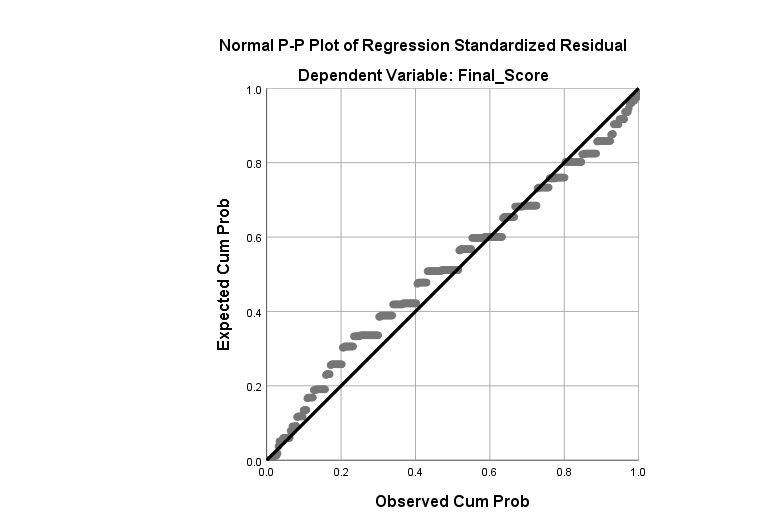 Normal P-P Plot of Regression Standardized Residual
Dependent Variable: Final_Score
Expected Cum Prob
1.0
0.8
0.6
0.4
0.2
0.0
0.0 0.2 0.4 0.6 0.8 1.0
Observed Cum Prob